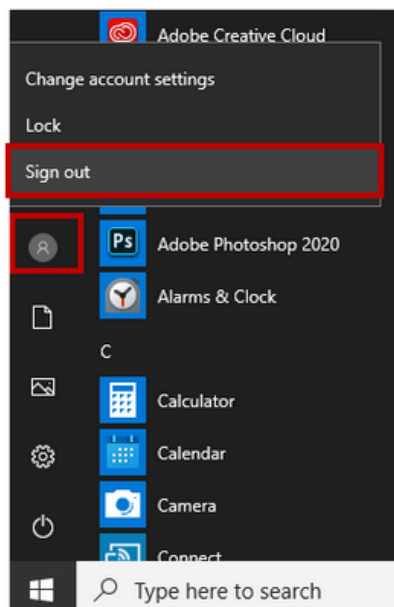 Adobe Creative Cloud
Change account settings
Lock
Sign out
Ps
Adobe Photoshop 2020
Alarms & Clock
C
Calculator
Calendar
Camera
Connect
Type here to search